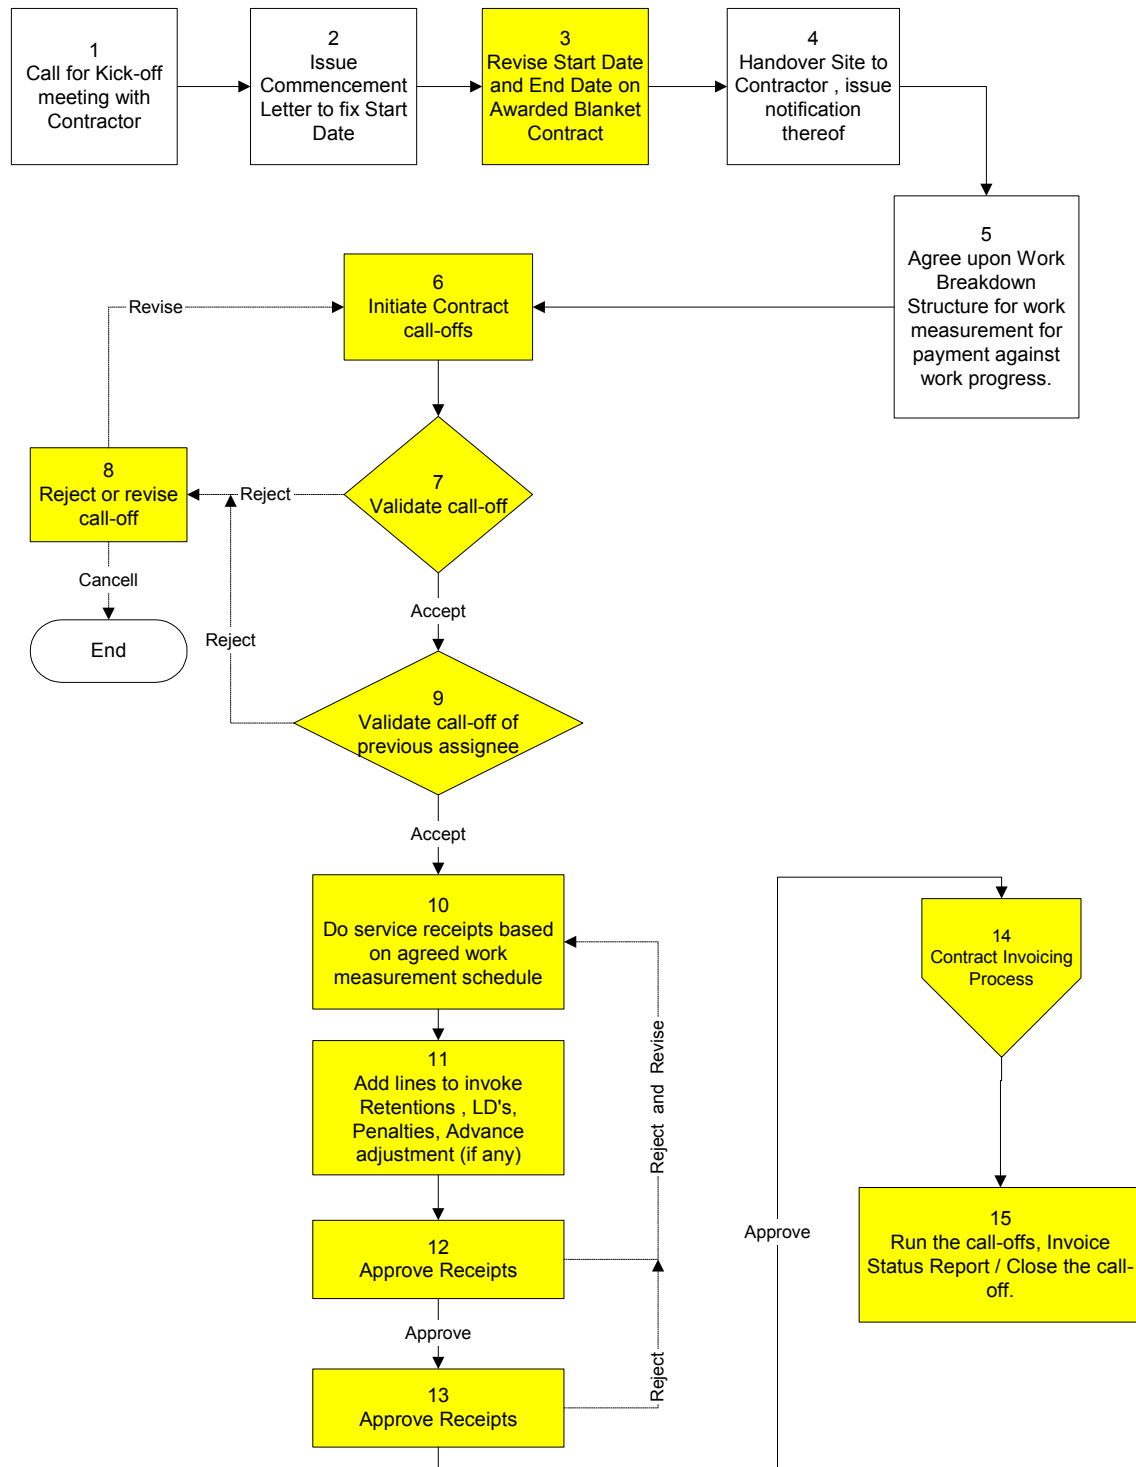 1
Call for Kick-off
meeting with
Contractor
2
Issue
Commencement
Letter to fix Start
Date
3
Revise Start Date
and End Date on
Awarded Blanket
Contract
4
Handover Site to
Contractor , issue
notification
thereof
5
Agree upon Work
Breakdown
Structure for work
measurement for
payment against
work progress.
6
Initiate Contract
call-offs
Revise
7
Validate call-off
Reject
8
Reject or revise
call-off
Cancell
End
Accept
Reject
9
Validate call-off of
previous assignee
Accept
10
Do service receipts based
on agreed work
measurement schedule
11
Add lines to invoke
Retentions , LD's,
Penalties, Advance
adjustment (if any)
Reject and Revise
12
Approve Receipts
Approve
13
Approve Receipts
Reject
Approve
14
Contract Invoicing
Process
15
Run the call-offs, Invoice
Status Report / Close the call-
off.